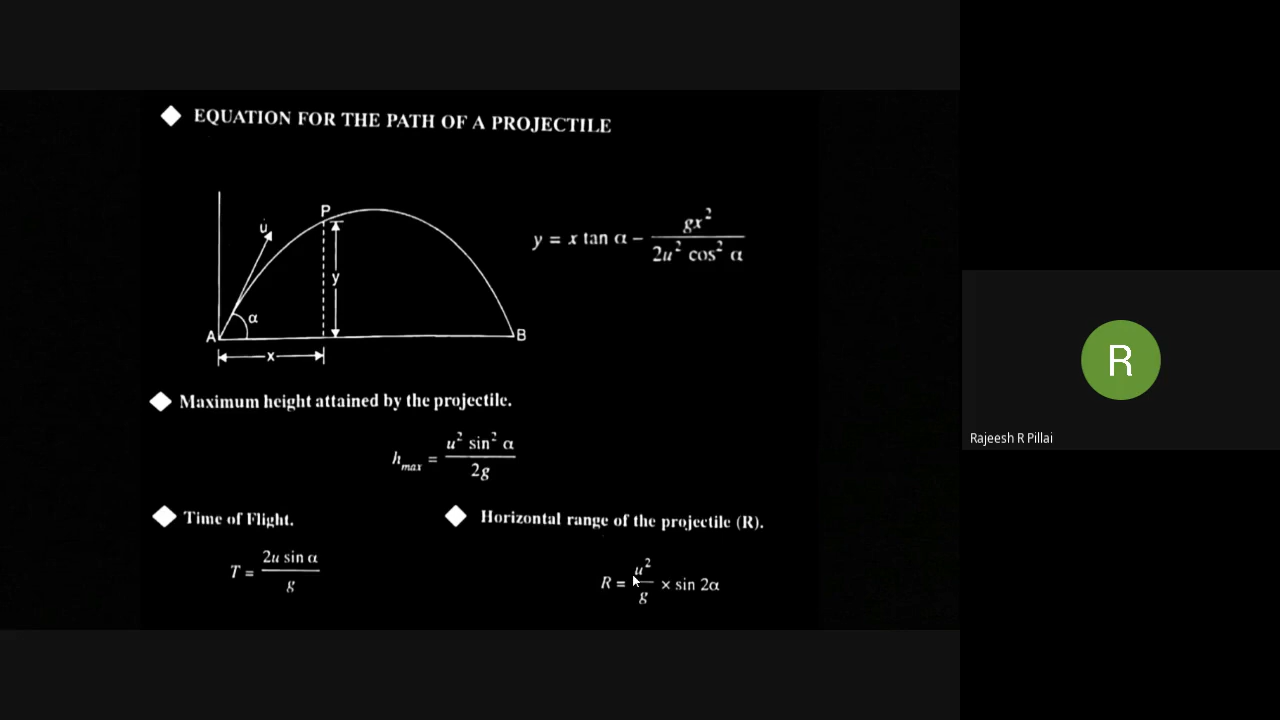 EQUATION FOR THE PATH OF A PROJECTILE
P
u
y = x tan α − gx² / 2u² cos² α
y
α
A
B
x
Maximum height attained by the projectile.
h_max = u² sin² α / 2g
Time of Flight.
Horizontal range of the projectile (R).
T = 2u sin α / g
R = u² / g × sin 2α
R
Rajeesh R Pillai